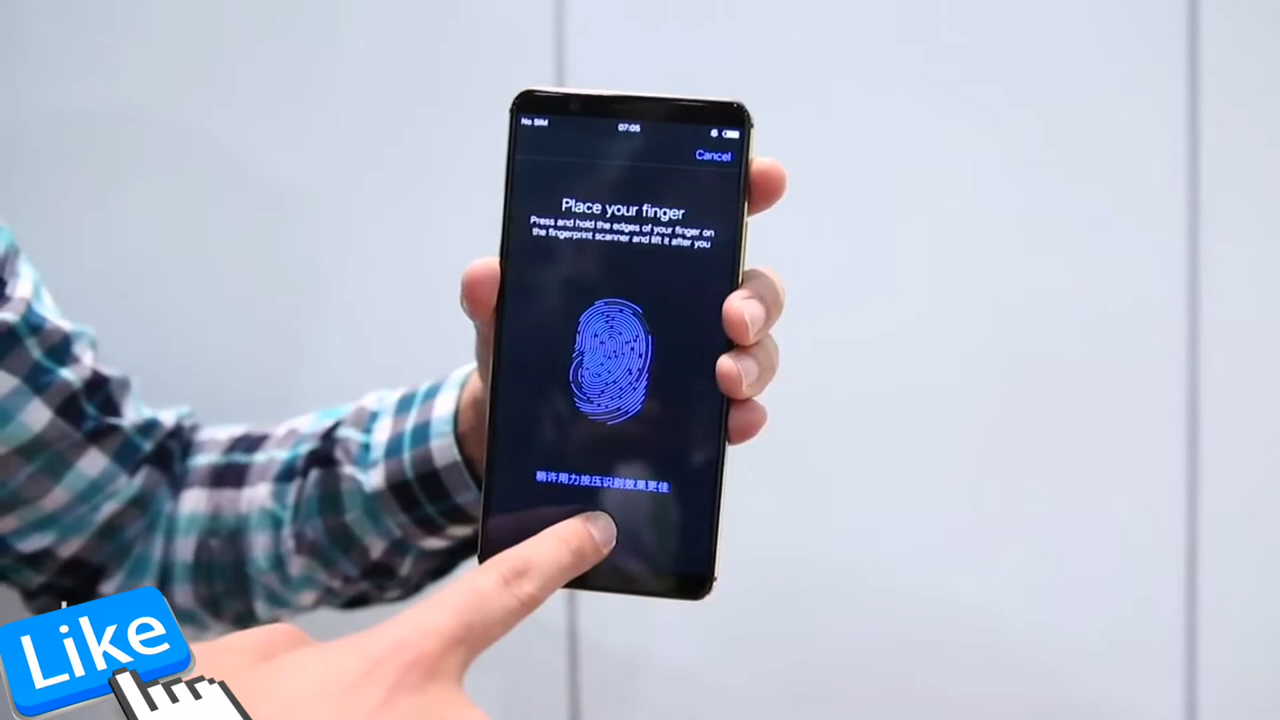 No SIM
07:05
Cancel
Place your finger
Press and hold the edges of your finger on
the fingerprint scanner and lift it after you
稍许用力按压识别效果更佳
Like